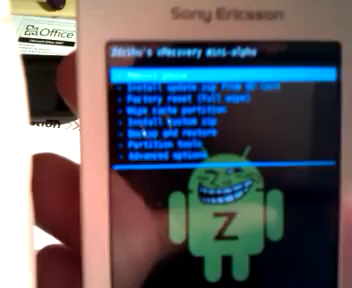 Office
Sony Ericsson
xRecovery mini-alpha
- Reboot phone
- Install update.zip from SD card
- Factory reset (full wipe)
- Wipe cache partition
- Install custom zip
- Backup and restore
- Partition tools
- Advanced options
Z